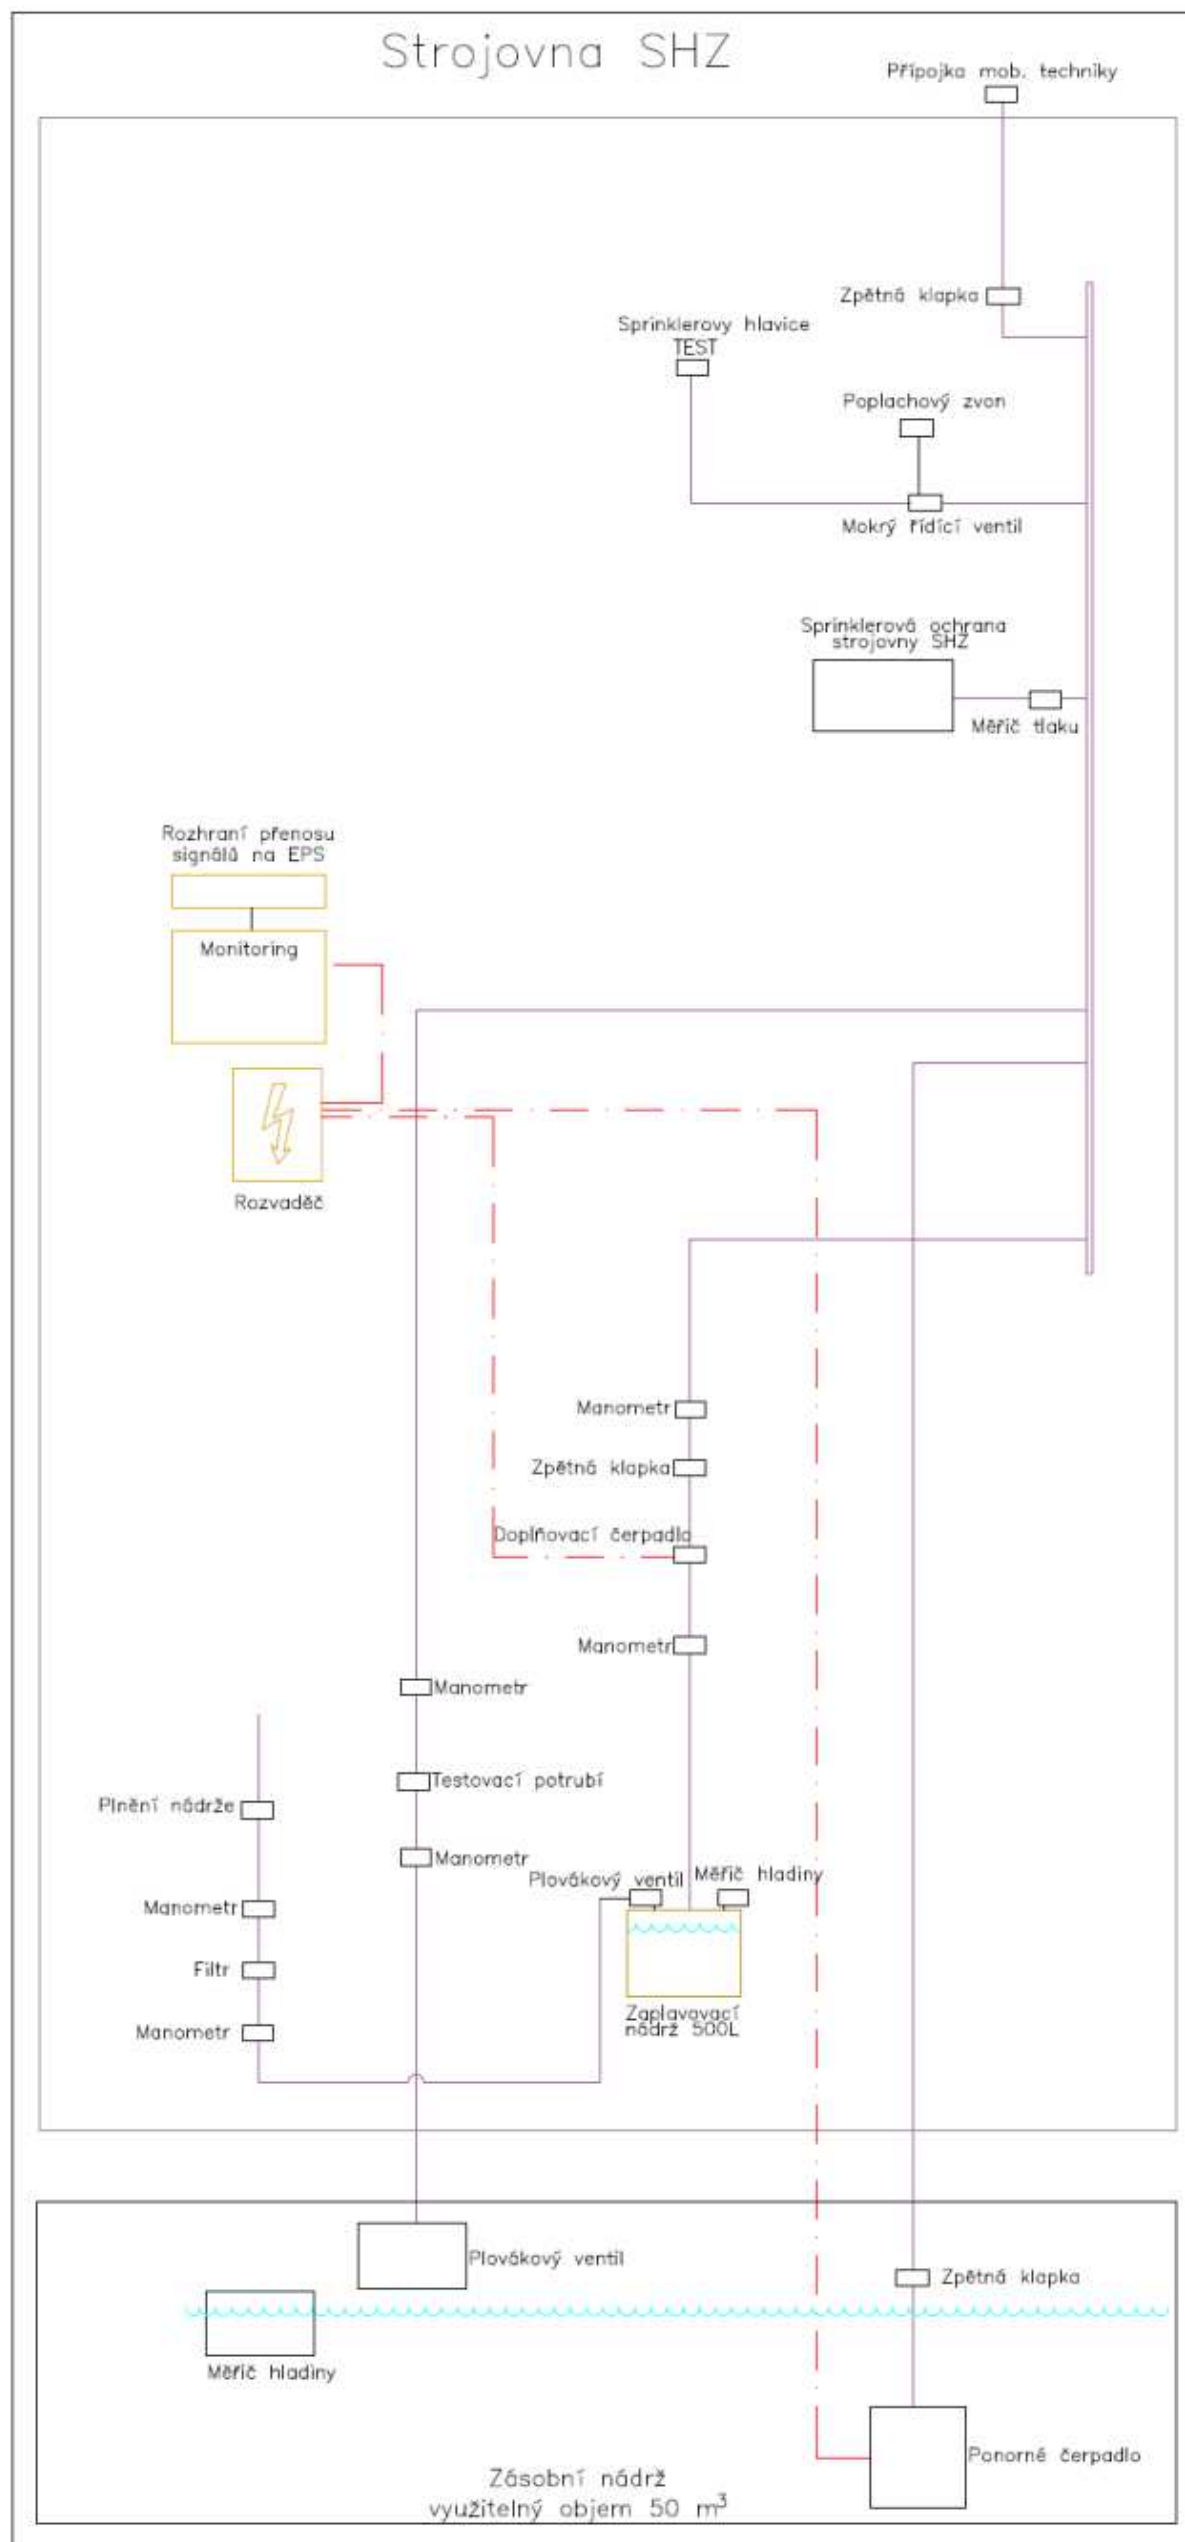 Strojovna SHZ
Přípojka mob. techniky
Zpětná klapka
Sprinklerovy hlavice
TEST
Poplachový zvon
Mokrý řídící ventil
Sprinklerová ochrana
strojovny SHZ
Měřič tlaku
Rozhraní přenosu
signálů na EPS
Monitoring
Rozvaděč
Manometr
Zpětná klapka
Doplňovací čerpadlo
Manometr
Manometr
Testovací potrubí
Plnění nádrže
Manometr
Plovákový ventil
Měřič hladiny
Manometr
Filtr
Zaplavovací
nádrž 500L
Manometr
Plovákový ventil
Zpětná klapka
Měřič hladiny
Ponorné čerpadlo
Zásobní nádrž
využitelný objem 50 m³